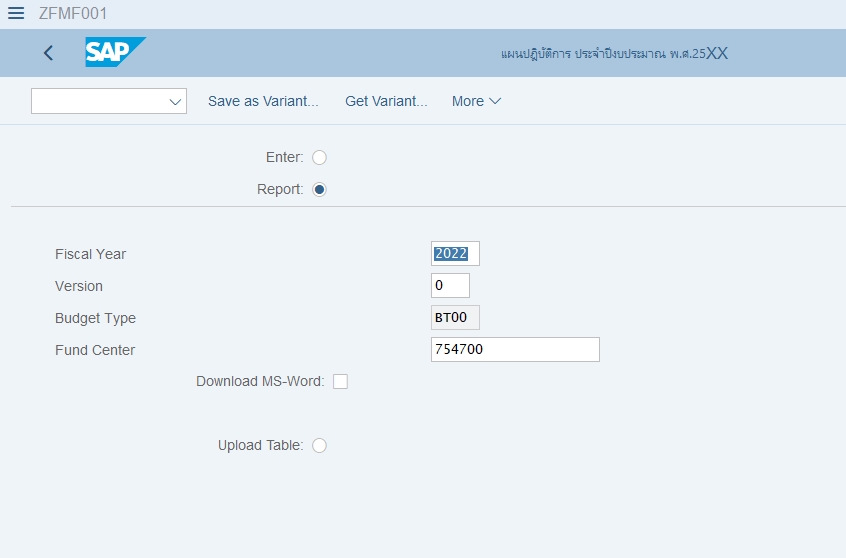 ZFMF001
SAP แผนปฏิบัติการ ประจำปีงบประมาณ พ.ศ.25XX
Save as Variant... Get Variant... More
Enter:
Report:
Fiscal Year 2022
Version 0
Budget Type BT00
Fund Center 754700
Download MS-Word:
Upload Table: